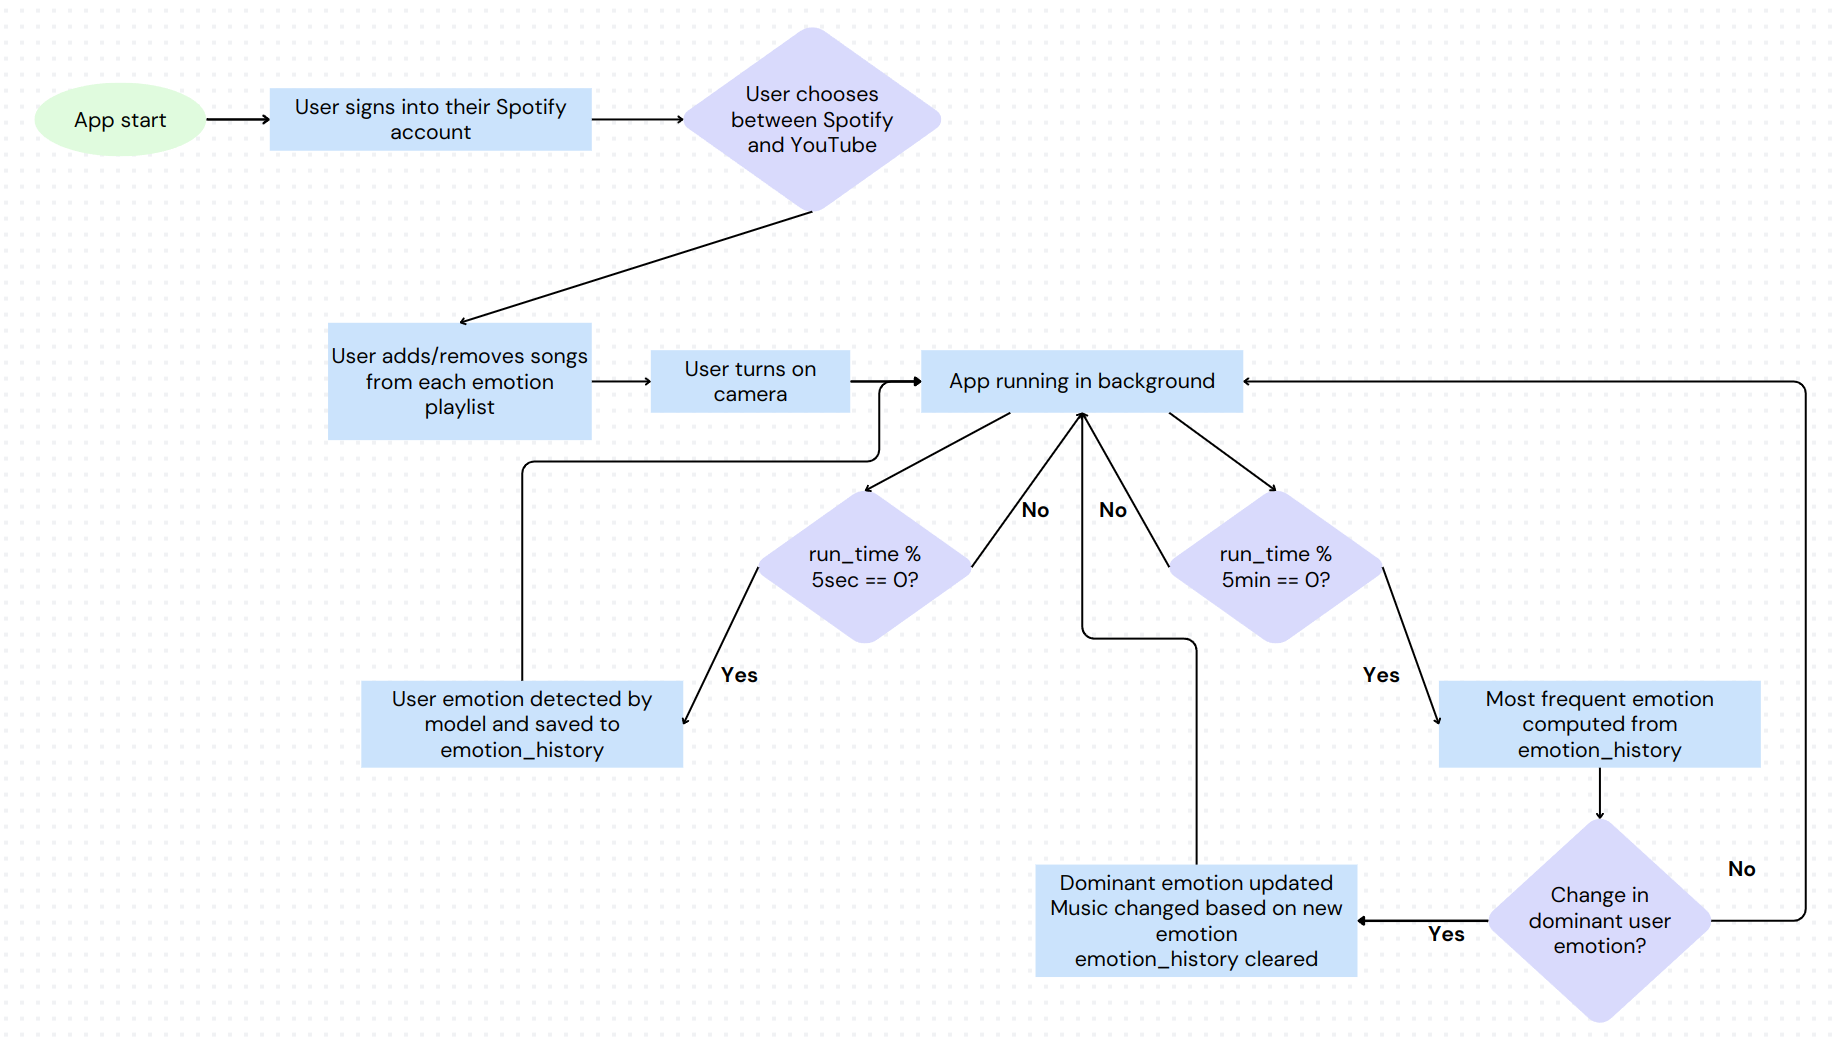 App start
User signs into their Spotify
account
User chooses
between Spotify
and YouTube
User adds/removes songs
from each emotion
playlist
User turns on
camera
App running in background
No
No
run_time %
5sec == 0?
run_time %
5min == 0?
Yes
Yes
User emotion detected by
model and saved to
emotion_history
Most frequent emotion
computed from
emotion_history
Dominant emotion updated
Music changed based on new
emotion
emotion_history cleared
Yes
Change in
dominant user
emotion?
No